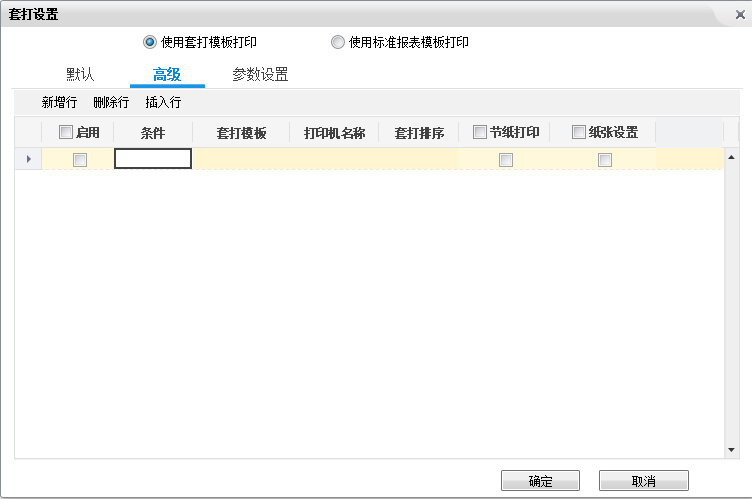 套打设置
使用套打模板打印 使用标准报表模板打印
默认 高级 参数设置
新增行 删除行 插入行
启用 条件 套打模板 打印机名称 套打排序 节纸打印 纸张设置
确定 取消